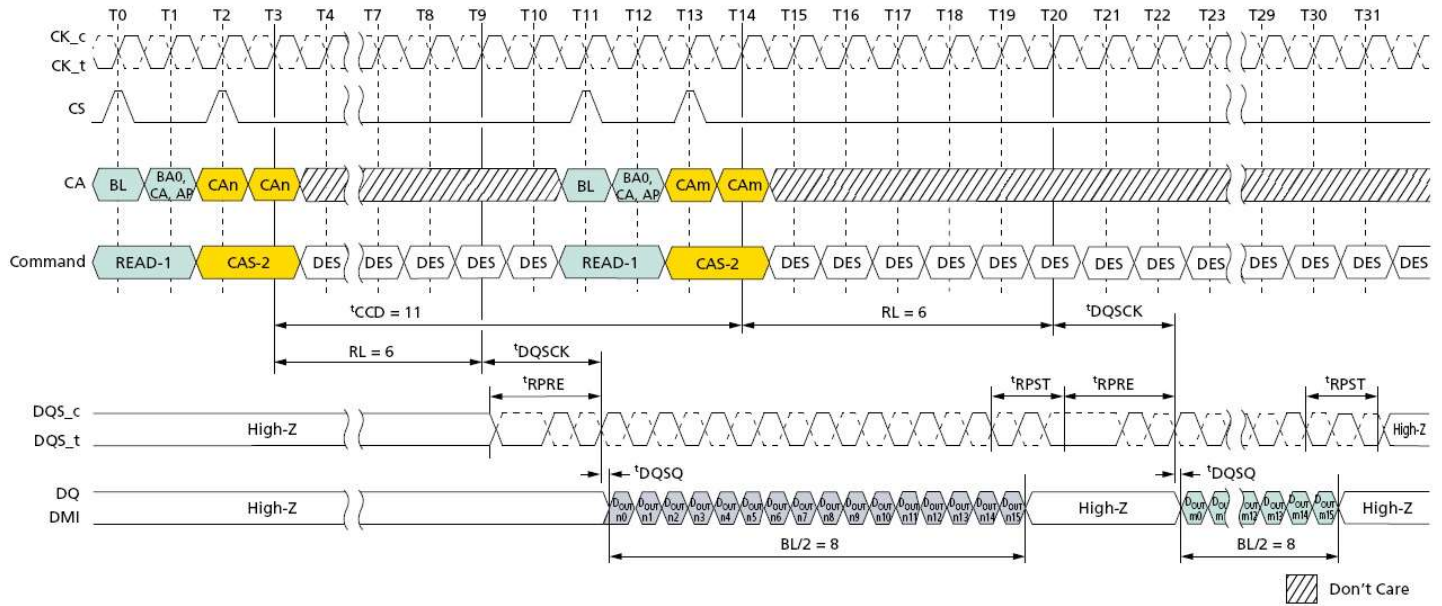 T0 T1 T2 T3 T4 T7 T8 T9 T10 T11 T12 T13 T14 T15 T16 T17 T18 T19 T20 T21 T22 T23 T29 T30 T31
CK_c
CK_t
CS
CA BL BA0, CA, AP CAn CAn BL BA0, CA, AP CAm CAm
Command READ-1 CAS-2 DES DES DES DES DES READ-1 CAS-2 DES DES DES DES DES DES DES DES DES DES DES DES DES
tCCD = 11 RL = 6 tDQSCK
RL = 6 tDQSCK
tRPRE tRPST tRPRE tRPST
DQS_c
DQS_t High-Z High-Z
tDQSQ tDQSQ
DQ
DMI High-Z DOUT n0 DOUT n1 DOUT n2 DOUT n3 DOUT n4 DOUT n5 DOUT n6 DOUT n7 DOUT n8 DOUT n9 DOUT n10 DOUT n11 DOUT n12 DOUT n13 DOUT n14 DOUT n15 High-Z DOUT m0 DOUT m12 DOUT m13 DOUT m14 DOUT m15 High-Z
BL/2 = 8 BL/2 = 8
Don't Care